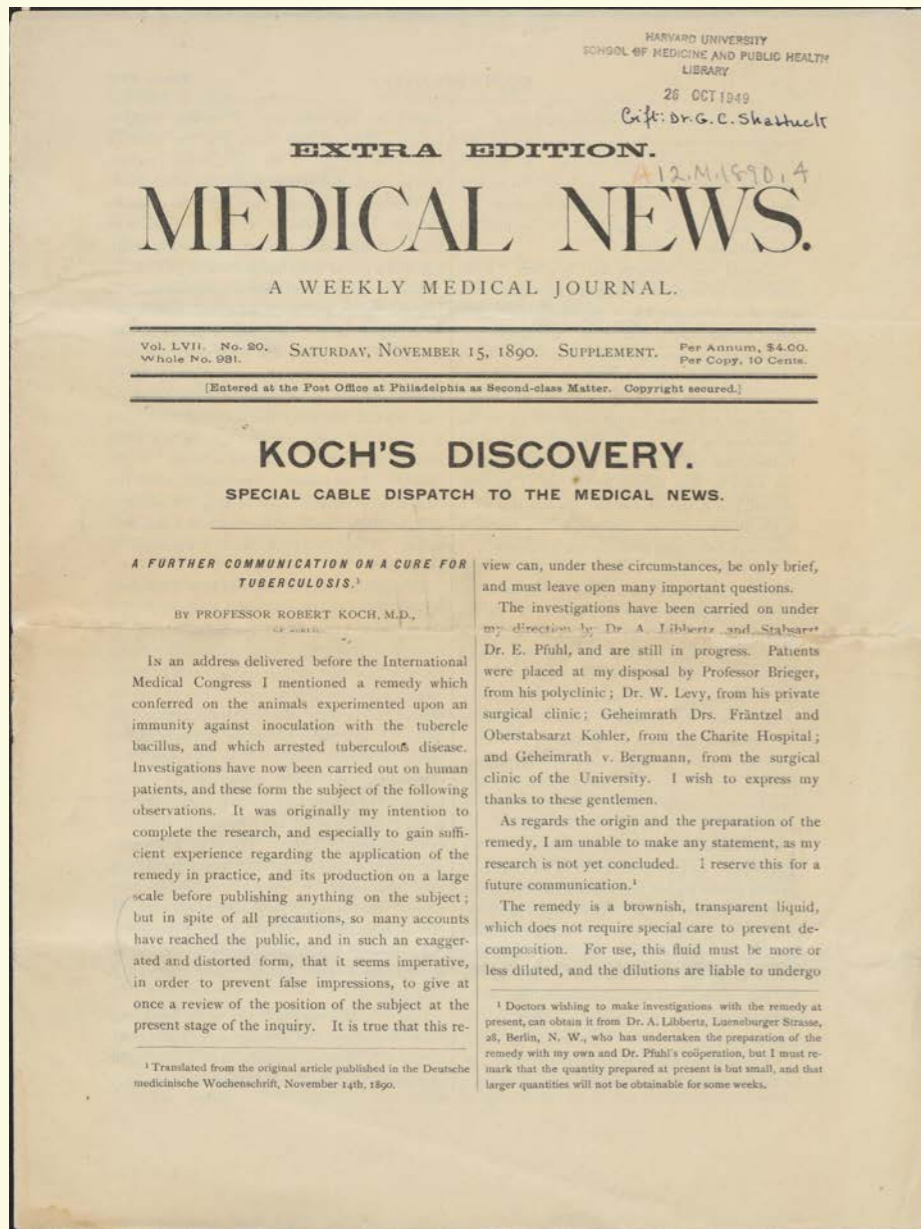 HARVARD UNIVERSITY
SCHOOL OF MEDICINE AND PUBLIC HEALTH
LIBRARY
26 OCT 1949
Gift: Dr. G. C. Shattuck
EXTRA EDITION.
A12.M.1890.4
MEDICAL NEWS.
A WEEKLY MEDICAL JOURNAL.
Vol. LVII. No. 20.
Whole No. 931.
SATURDAY, NOVEMBER 15, 1890. SUPPLEMENT.
Per Annum, $4.00.
Per Copy, 10 Cents.
[Entered at the Post Office at Philadelphia as Second-class Matter. Copyright secured.]
KOCH'S DISCOVERY.
SPECIAL CABLE DISPATCH TO THE MEDICAL NEWS.
A FURTHER COMMUNICATION ON A CURE FOR
TUBERCULOSIS.¹
BY PROFESSOR ROBERT KOCH, M.D.,
IN an address delivered before the International
Medical Congress I mentioned a remedy which
conferred on the animals experimented upon an
immunity against inoculation with the tubercle
bacillus, and which arrested tuberculous disease.
Investigations have now been carried out on human
patients, and these form the subject of the following
observations. It was originally my intention to
complete the research, and especially to gain suffi-
cient experience regarding the application of the
remedy in practice, and its production on a large
scale before publishing anything on the subject;
but in spite of all precautions, so many accounts
have reached the public, and in such an exagger-
ated and distorted form, that it seems imperative,
in order to prevent false impressions, to give at
once a review of the position of the subject at the
present stage of the inquiry. It is true that this re-
¹ Translated from the original article published in the Deutsche
medicinische Wochenschrift, November 14th, 1890.
view can, under these circumstances, be only brief,
and must leave open many important questions.
The investigations have been carried on under
my direction by Dr. A. Libbertz and Stabsarzt
Dr. E. Pfuhl, and are still in progress. Patients
were placed at my disposal by Professor Brieger,
from his polyclinic; Dr. W. Levy, from his private
surgical clinic; Geheimrath Drs. Fräntzel and
Oberstabsarzt Kohler, from the Charite Hospital;
and Geheimrath v. Bergmann, from the surgical
clinic of the University. I wish to express my
thanks to these gentlemen.
As regards the origin and the preparation of the
remedy, I am unable to make any statement, as my
research is not yet concluded. I reserve this for a
future communication.¹
The remedy is a brownish, transparent liquid,
which does not require special care to prevent de-
composition. For use, this fluid must be more or
less diluted, and the dilutions are liable to undergo
¹ Doctors wishing to make investigations with the remedy at
present, can obtain it from Dr. A. Libbertz, Lueneburger Strasse,
28, Berlin, N. W., who has undertaken the preparation of the
remedy with my own and Dr. Pfuhl's coöperation, but I must re-
mark that the quantity prepared at present is but small, and that
larger quantities will not be obtainable for some weeks.